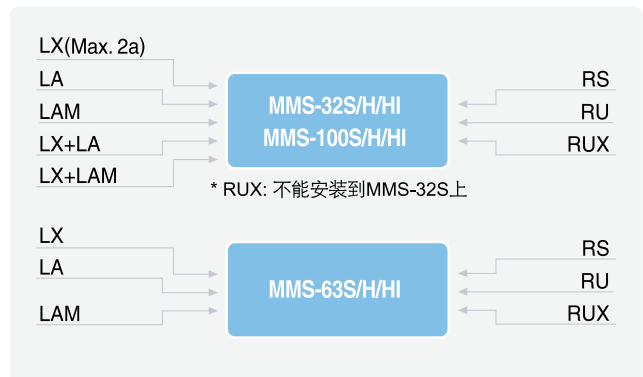 LX(Max. 2a)
LA
LAM
LX+LA
LX+LAM
MMS-32S/H/HI
MMS-100S/H/HI
RS
RU
RUX
* RUX: 不能安装到MMS-32S上
LX
LA
LAM
MMS-63S/H/HI
RS
RU
RUX